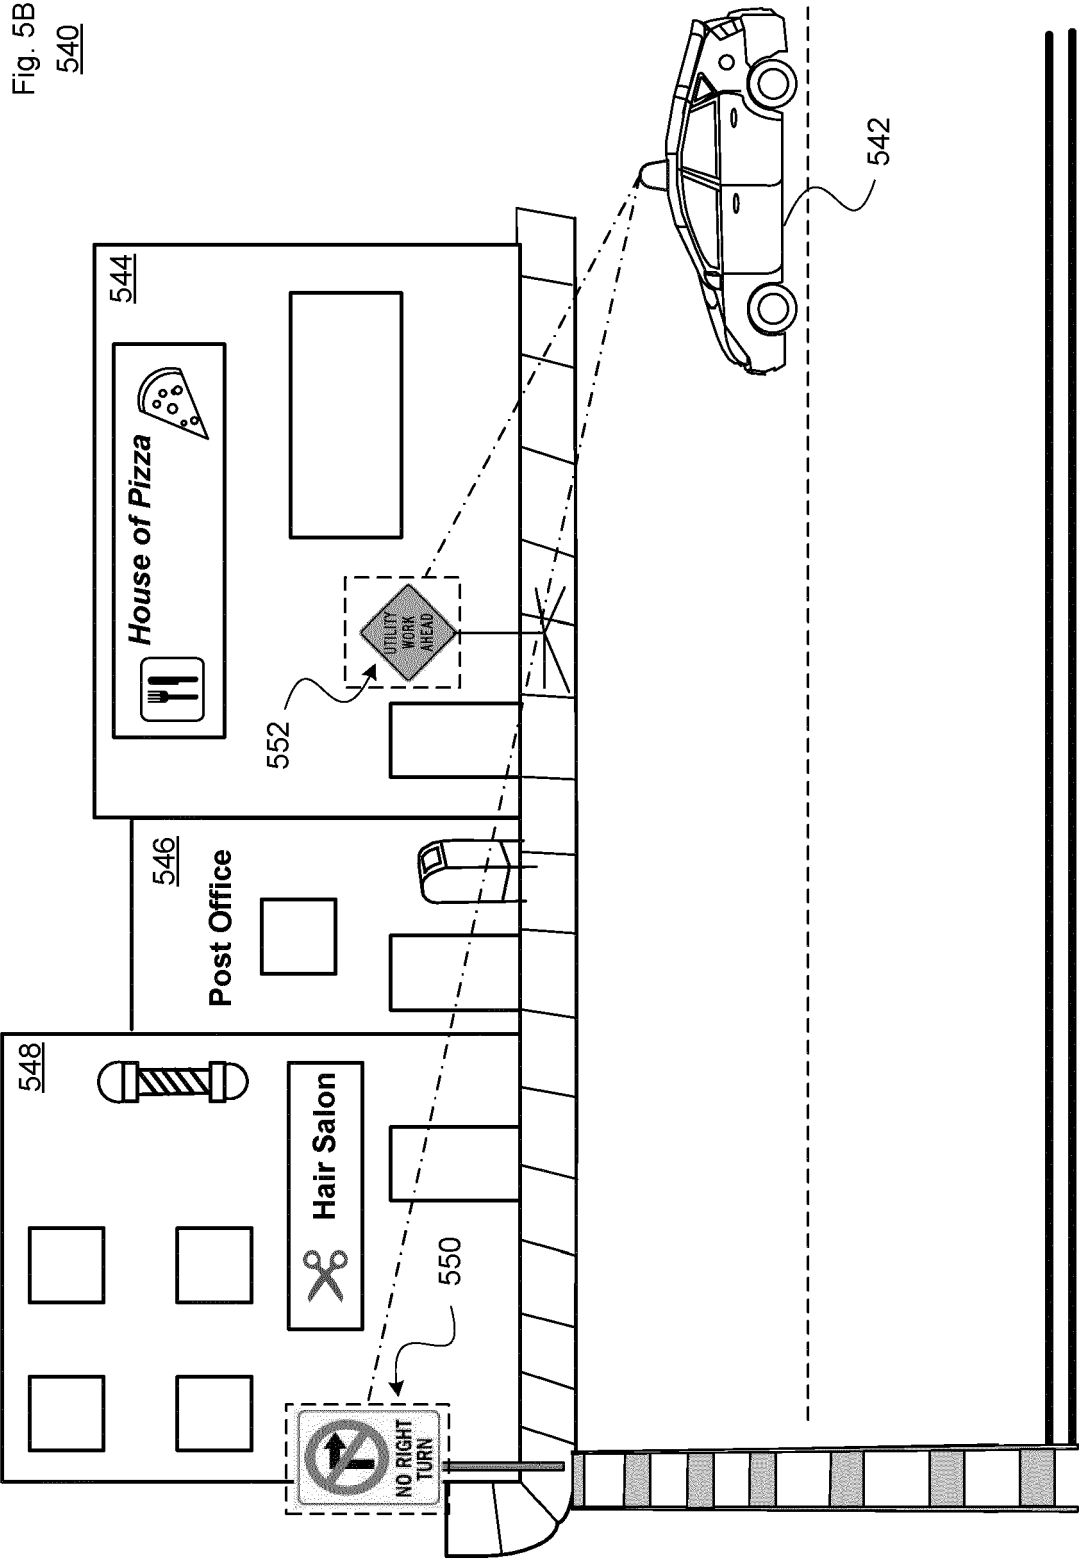 Fig. 5B
540
544
House of Pizza
UTILITY
WORK
AHEAD
552
546
Post Office
548
Hair Salon
NO RIGHT
TURN
550
542